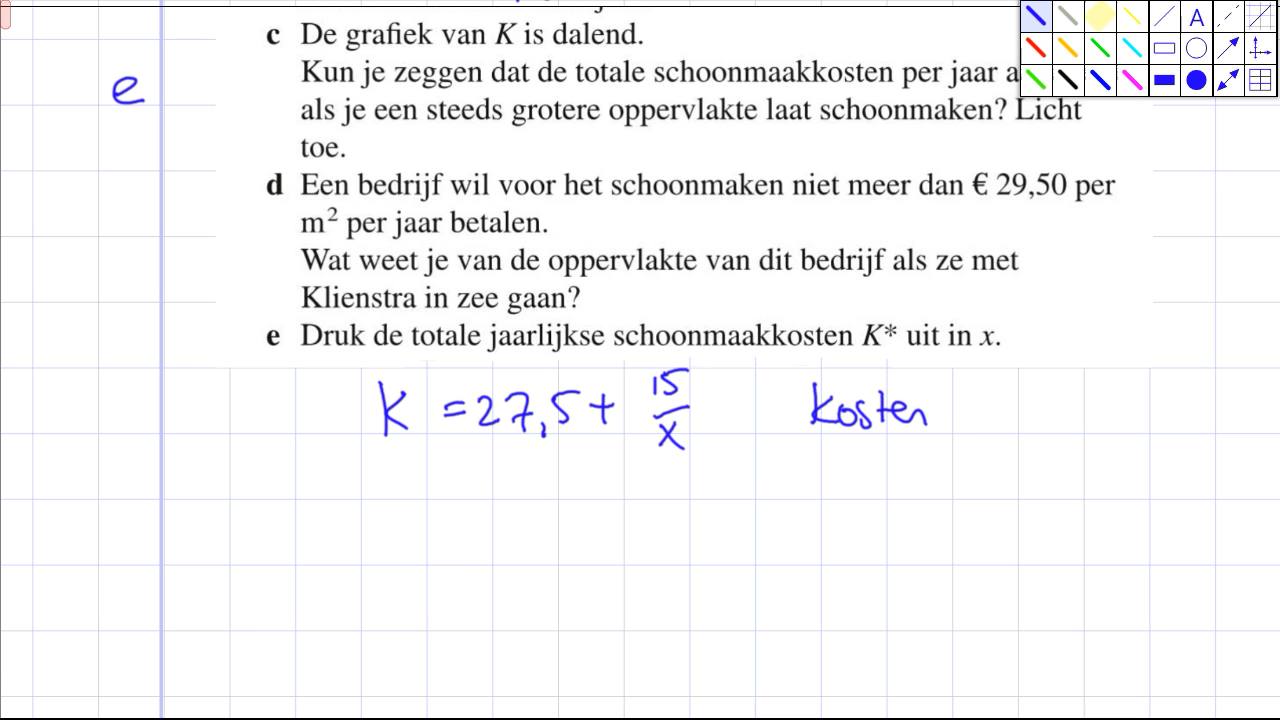 c De grafiek van K is dalend.
Kun je zeggen dat de totale schoonmaakkosten per jaar a
als je een steeds grotere oppervlakte laat schoonmaken? Licht
toe.
e
d Een bedrijf wil voor het schoonmaken niet meer dan € 29,50 per
m² per jaar betalen.
Wat weet je van de oppervlakte van dit bedrijf als ze met
Klienstra in zee gaan?
e Druk de totale jaarlijkse schoonmaakkosten K* uit in x.
K = 27,5 + 15/x kosten
A